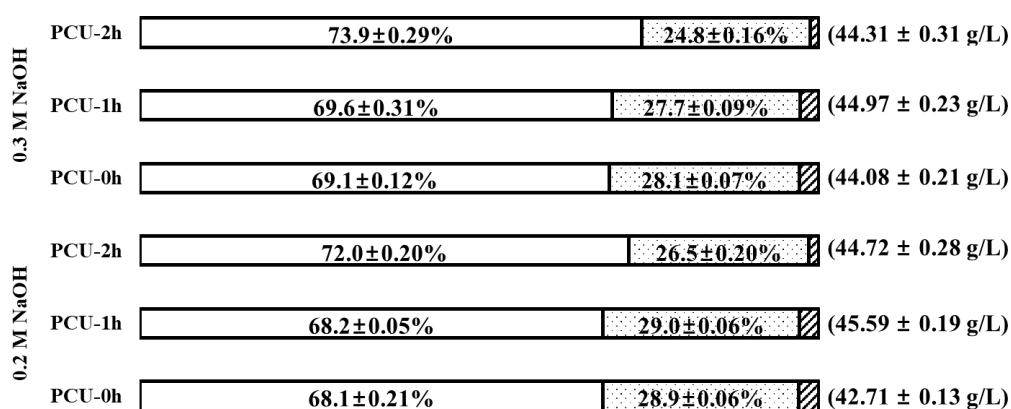 0.3 M NaOH
PCU-2h 73.9±0.29% 24.8±0.16% (44.31 ± 0.31 g/L)
PCU-1h 69.6±0.31% 27.7±0.09% (44.97 ± 0.23 g/L)
PCU-0h 69.1±0.12% 28.1±0.07% (44.08 ± 0.21 g/L)
0.2 M NaOH
PCU-2h 72.0±0.20% 26.5±0.20% (44.72 ± 0.28 g/L)
PCU-1h 68.2±0.05% 29.0±0.06% (45.59 ± 0.19 g/L)
PCU-0h 68.1±0.21% 28.9±0.06% (42.71 ± 0.13 g/L)